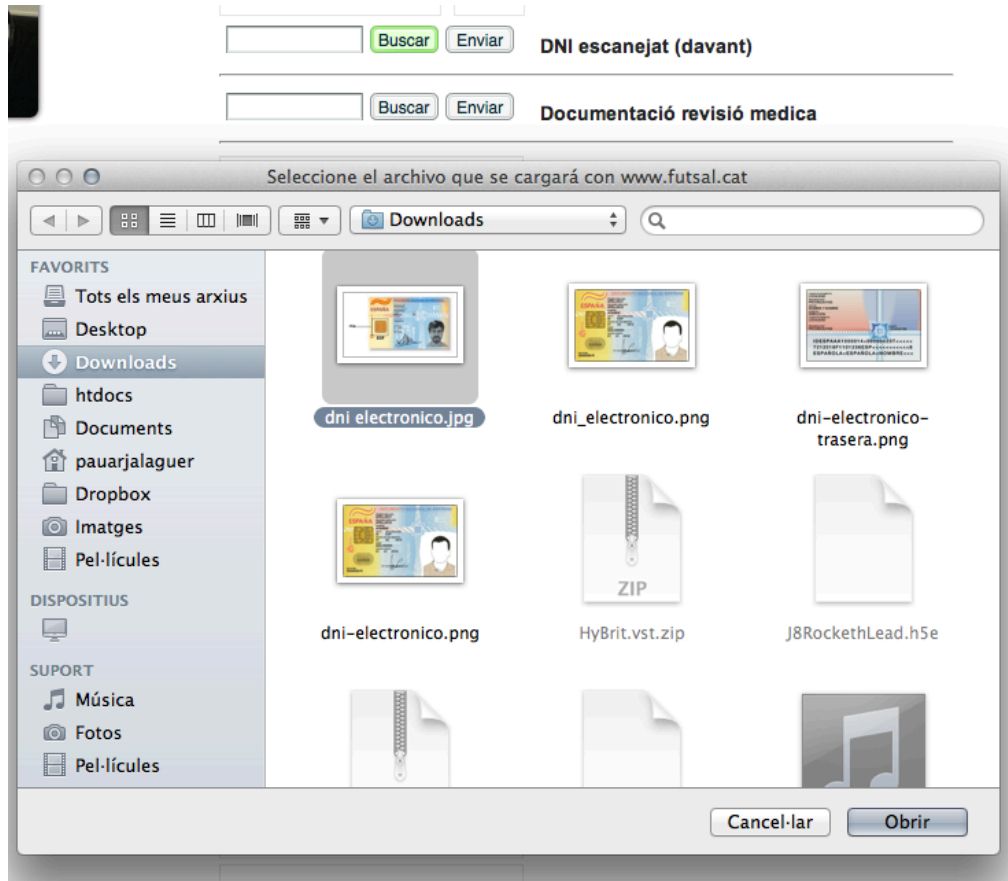 Buscar Enviar DNI escanejat (davant)
Buscar Enviar Documentació revisió medica
Seleccione el archivo que se cargará con www.futsal.cat
Downloads
FAVORITS
Tots els meus arxius
Desktop
Downloads
htdocs
Documents
pauarjalaguer
Dropbox
Imatges
Pel·lícules
DISPOSITIUS
SUPORT
Música
Fotos
Pel·lícules
ESPAÑA
dni electronico.jpg
ESPAÑA
dni_electronico.png
dni-electronico-
trasera.png
ESPAÑA
dni-electronico.png
ZIP
HyBrit.vst.zip
J8RockethLead.h5e
Cancel·lar Obrir